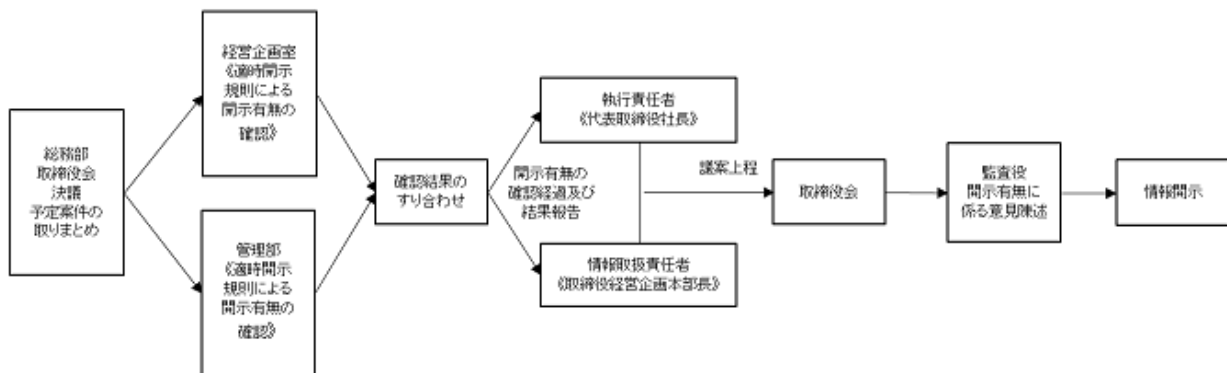 総務部
取締役会
決議
予定案件の
取りまとめ
経営企画室
《適時開示
規則による
開示有無の
確認》
管理部
《適時開示
規則による
開示有無の
確認》
確認結果の
すり合わせ
開示有無の
確認経過及び
結果報告
執行責任者
《代表取締役社長》
情報取扱責任者
《取締役経営企画本部長》
議案上程
取締役会
監査役
開示有無に
係る意見陳述
情報開示